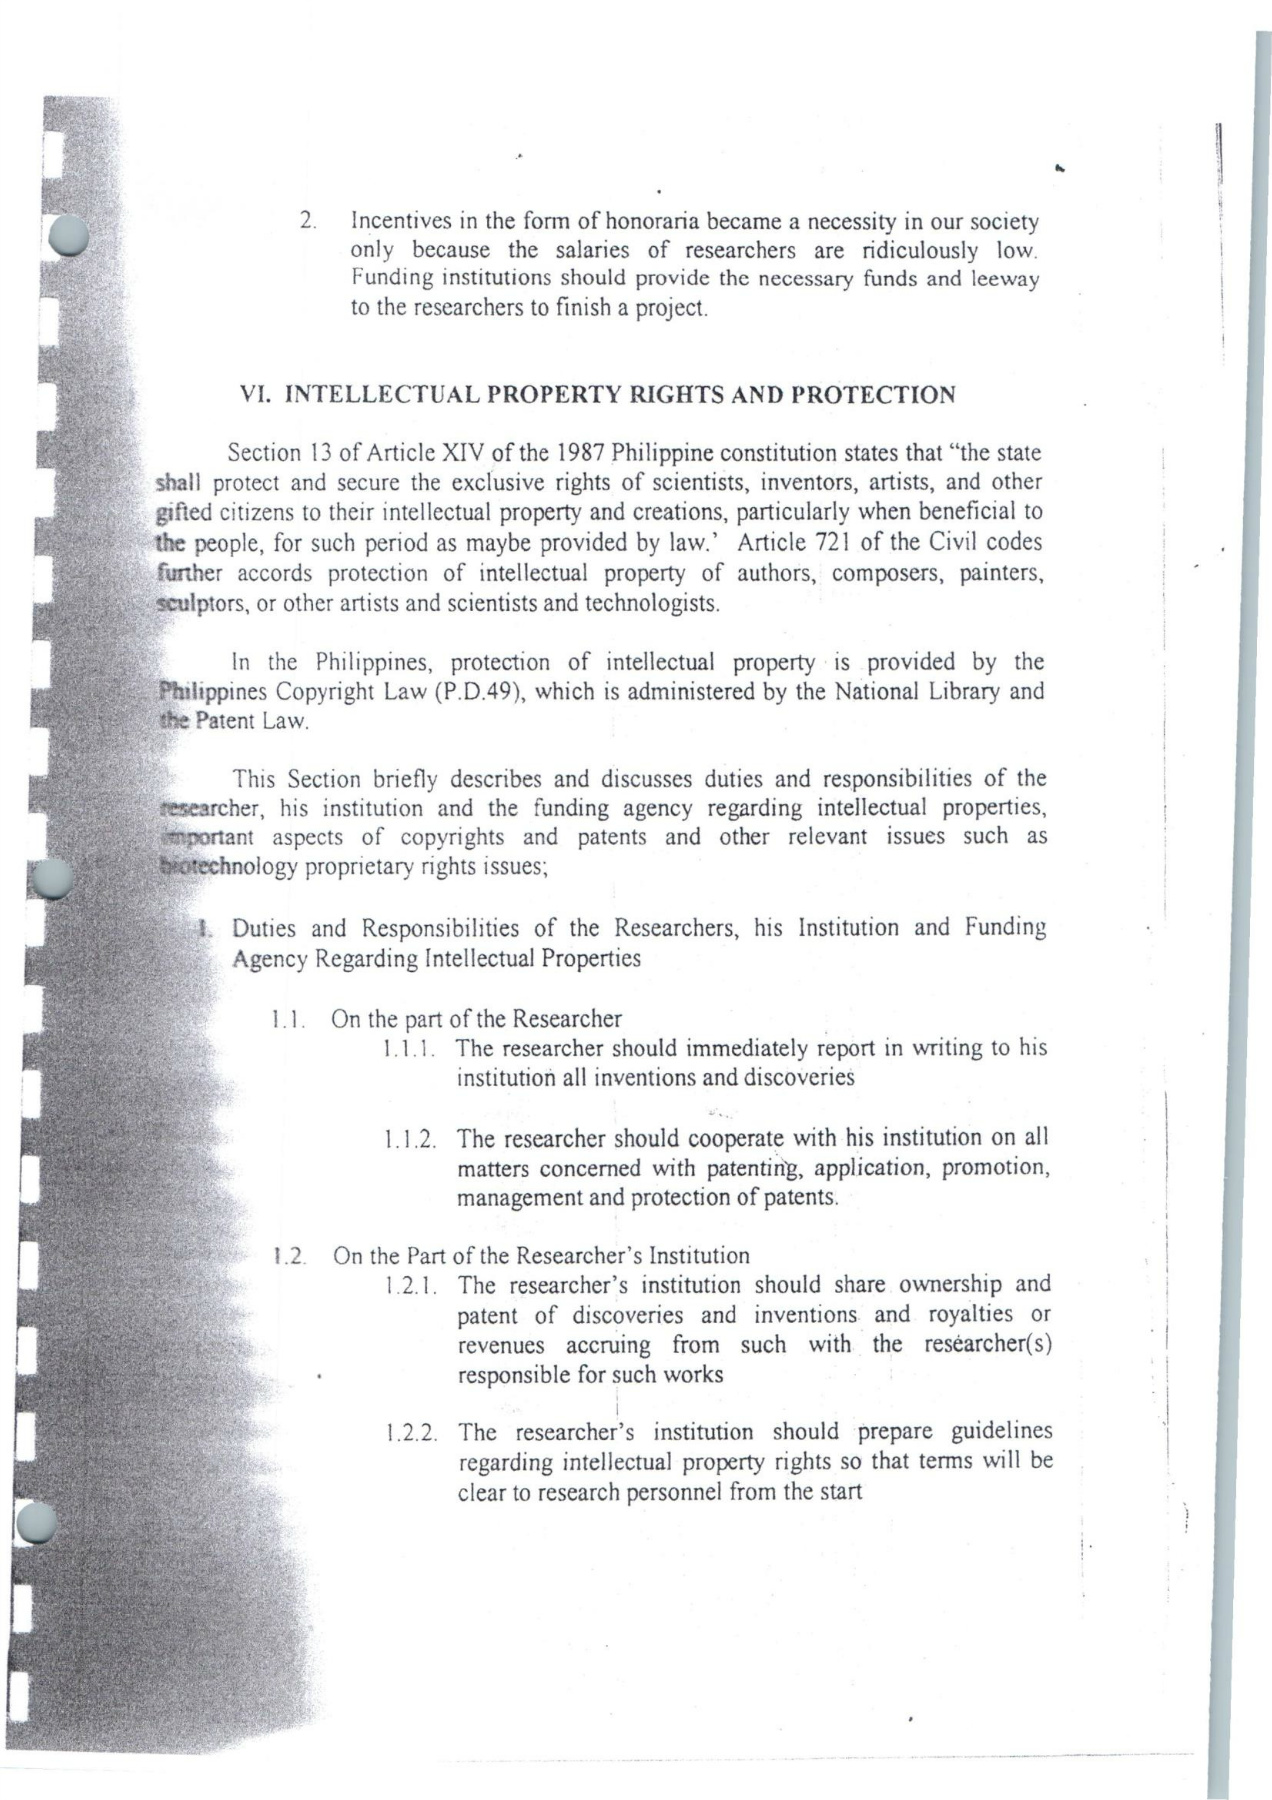 2. Incentives in the form of honoraria became a necessity in our society
only because the salaries of researchers are ridiculously low.
Funding institutions should provide the necessary funds and leeway
to the researchers to finish a project.
VI. INTELLECTUAL PROPERTY RIGHTS AND PROTECTION
Section 13 of Article XIV of the 1987 Philippine constitution states that “the state
shall protect and secure the exclusive rights of scientists, inventors, artists, and other
gifted citizens to their intellectual property and creations, particularly when beneficial to
the people, for such period as maybe provided by law.’ Article 721 of the Civil codes
further accords protection of intellectual property of authors, composers, painters,
sculptors, or other artists and scientists and technologists.
In the Philippines, protection of intellectual property is provided by the
Philippines Copyright Law (P.D.49), which is administered by the National Library and
the Patent Law.
This Section briefly describes and discusses duties and responsibilities of the
researcher, his institution and the funding agency regarding intellectual properties,
important aspects of copyrights and patents and other relevant issues such as
biotechnology proprietary rights issues;
1. Duties and Responsibilities of the Researchers, his Institution and Funding
Agency Regarding Intellectual Properties
1.1. On the part of the Researcher
1.1.1. The researcher should immediately report in writing to his
institution all inventions and discoveries
1.1.2. The researcher should cooperate with his institution on all
matters concerned with patenting, application, promotion,
management and protection of patents.
1.2. On the Part of the Researcher’s Institution
1.2.1. The researcher’s institution should share ownership and
patent of discoveries and inventions and royalties or
revenues accruing from such with the researcher(s)
responsible for such works
1.2.2. The researcher’s institution should prepare guidelines
regarding intellectual property rights so that terms will be
clear to research personnel from the start